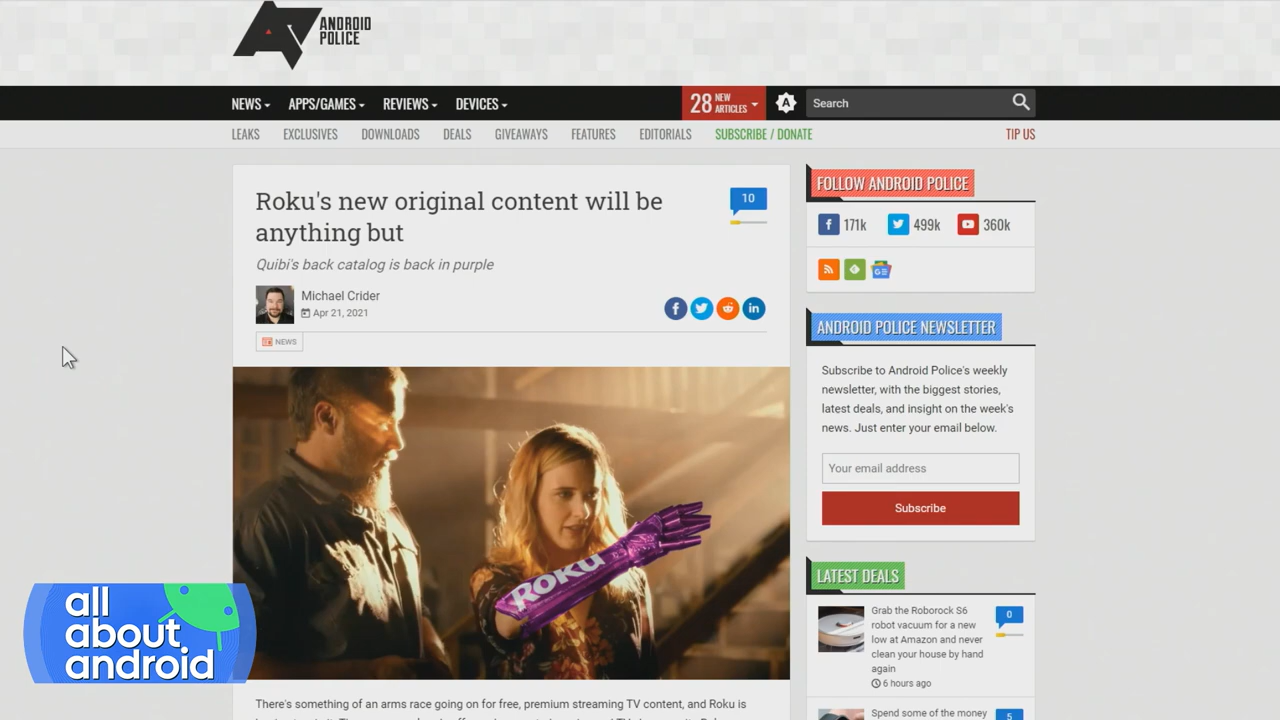 ANDROID
POLICE
NEWS
APPS/GAMES
REVIEWS
DEVICES
28 NEW ARTICLES
Search
LEAKS
EXCLUSIVES
DOWNLOADS
DEALS
GIVEAWAYS
FEATURES
EDITORIALS
SUBSCRIBE / DONATE
TIP US
Roku's new original content will be
anything but
10
Quibi's back catalog is back in purple
Michael Crider
Apr 21, 2021
NEWS
ROKU
There's something of an arms race going on for free, premium streaming TV content, and Roku is
FOLLOW ANDROID POLICE
171k
499k
360k
ANDROID POLICE NEWSLETTER
Subscribe to Android Police's weekly
newsletter, with the biggest stories,
latest deals, and insight on the week's
news. Just enter your email below.
Your email address
Subscribe
LATEST DEALS
Grab the Roborock S6
robot vacuum for a new
low at Amazon and never
clean your house by hand
again
6 hours ago
0
Spend some of the money
5
all
about
android